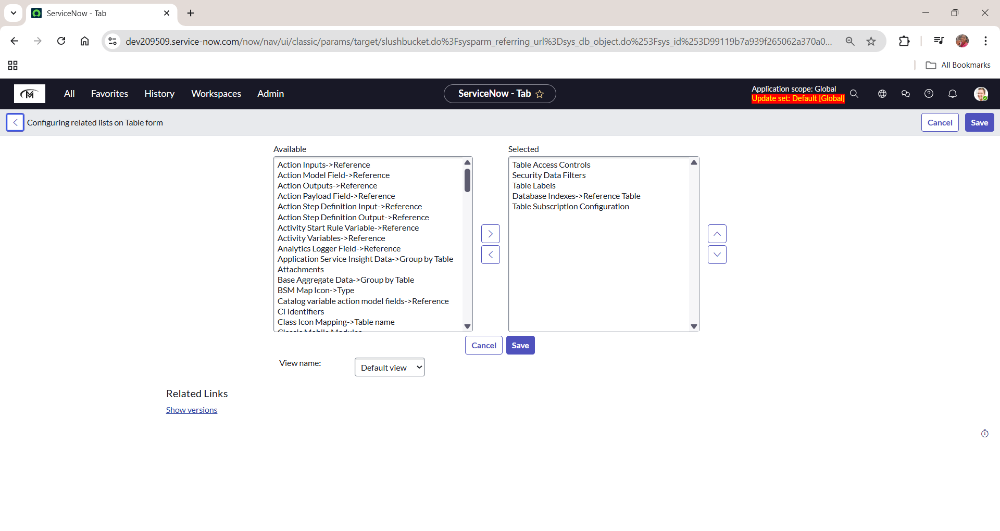 ServiceNow - Tab
dev209509.service-now.com/now/nav/ui/classic/params/target/slushbucket.do%3Fsysparm_referring_url%3Dsys_db_object.do%253Fsys_id%253D99119b7a939f265062a370a0...
All Bookmarks
M
All
Favorites
History
Workspaces
Admin
ServiceNow - Tab
Application scope: Global
Update set: Default [Global]
Configuring related lists on Table form
Cancel
Save
Available
Action Inputs->Reference
Action Model Field->Reference
Action Outputs->Reference
Action Payload Field->Reference
Action Step Definition Input->Reference
Action Step Definition Output->Reference
Activity Start Rule Variable->Reference
Activity Variables->Reference
Analytics Logger Field->Reference
Application Service Insight Data->Group by Table
Attachments
Base Aggregate Data->Group by Table
BSM Map Icon->Type
Catalog variable action model fields->Reference
CI Identifiers
Class Icon Mapping->Table name
Classic Mobile Modules
Selected
Table Access Controls
Security Data Filters
Table Labels
Database Indexes->Reference Table
Table Subscription Configuration
Cancel
Save
View name:
Default view
Related Links
Show versions